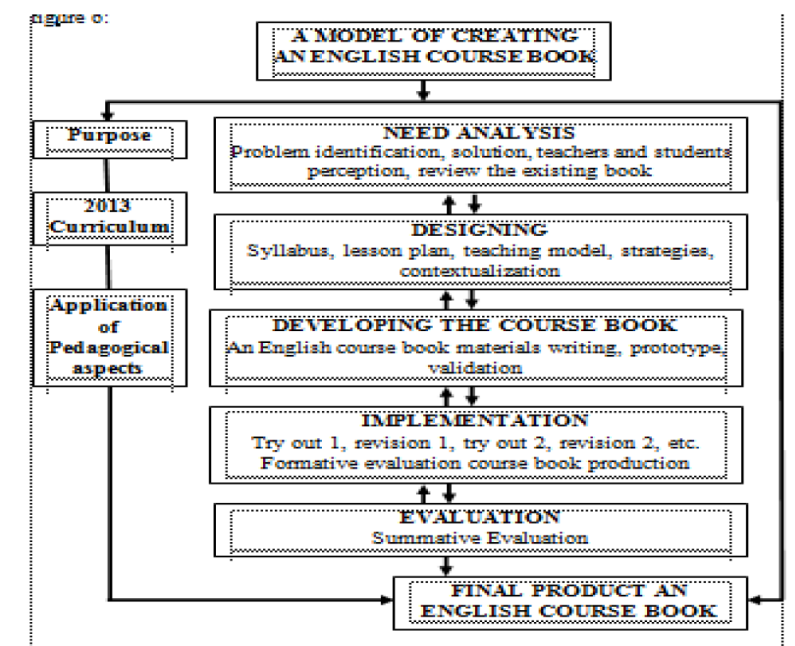 figure 6:
A MODEL OF CREATING
AN ENGLISH COURSE BOOK
Purpose
2013
Curriculum
Application
of
Pedagogical
aspects
NEED ANALYSIS
Problem identification, solution, teachers and students
perception, review the existing book
DESIGNING
Syllabus, lesson plan, teaching model, strategies,
contextualization
DEVELOPING THE COURSE BOOK
An English course book materials writing, prototype,
validation
IMPLEMENTATION
Try out 1, revision 1, try out 2, revision 2, etc.
Formative evaluation course book production
EVALUATION
Summative Evaluation
FINAL PRODUCT AN
ENGLISH COURSE BOOK